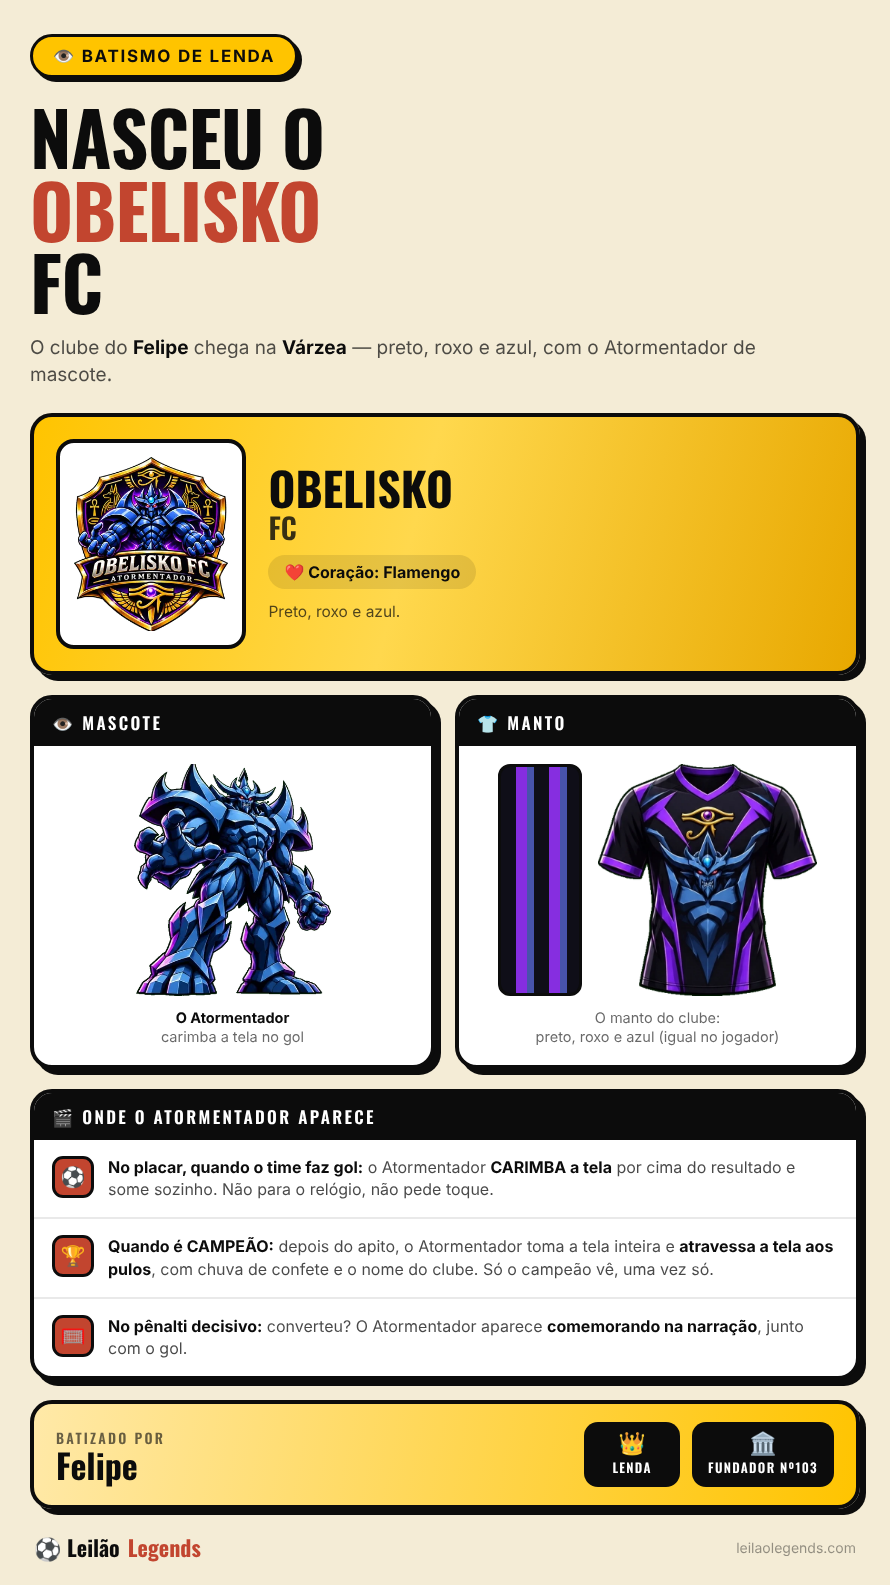 👁️ BATISMO DE LENDA
NASCEU O
OBELISKO
FC
O clube do Felipe chega na Várzea — preto, roxo e azul, com o Atormentador de
mascote.
OBELISKO FC
ATORMENTADOR
OBELISKO
FC
❤️ Coração: Flamengo
Preto, roxo e azul.
👁️ MASCOTE
O Atormentador
carimba a tela no gol
👕 MANTO
O manto do clube:
preto, roxo e azul (igual no jogador)
🎬 ONDE O ATORMENTADOR APARECE
No placar, quando o time faz gol: o Atormentador CARIMBA a tela por cima do resultado e
some sozinho. Não para o relógio, não pede toque.
Quando é CAMPEÃO: depois do apito, o Atormentador toma a tela inteira e atravessa a tela aos
pulos, com chuva de confete e o nome do clube. Só o campeão vê, uma vez só.
No pênalti decisivo: converteu? O Atormentador aparece comemorando na narração, junto
com o gol.
BATIZADO POR
Felipe
LENDA
FUNDADOR Nº103
⚽ Leilão Legends
leilaolegends.com